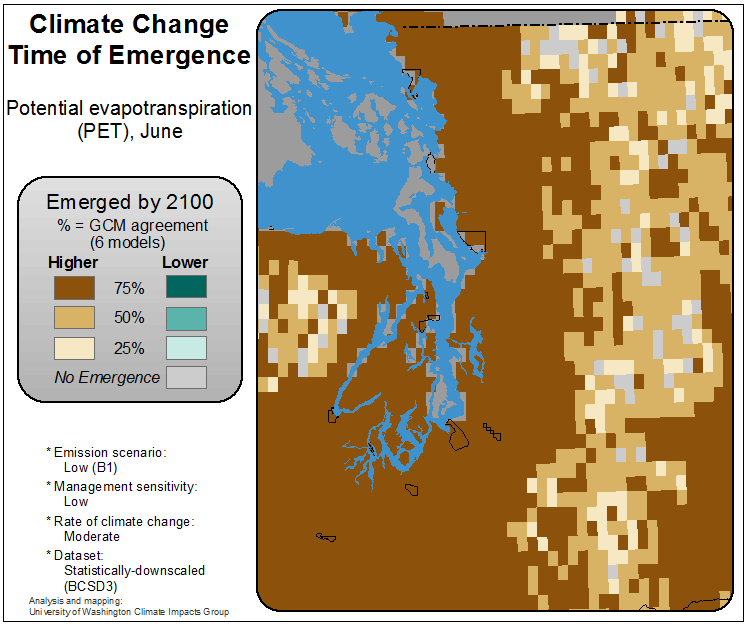 Climate Change
Time of Emergence
Potential evapotranspiration
(PET), June
Emerged by 2100
% = GCM agreement
(6 models)
Higher Lower
75%
50%
25%
No Emergence
* Emission scenario:
Low (B1)
* Management sensitivity:
Low
* Rate of climate change:
Moderate
* Dataset:
Statistically-downscaled
(BCSD3)
Analysis and mapping:
University of Washington Climate Impacts Group